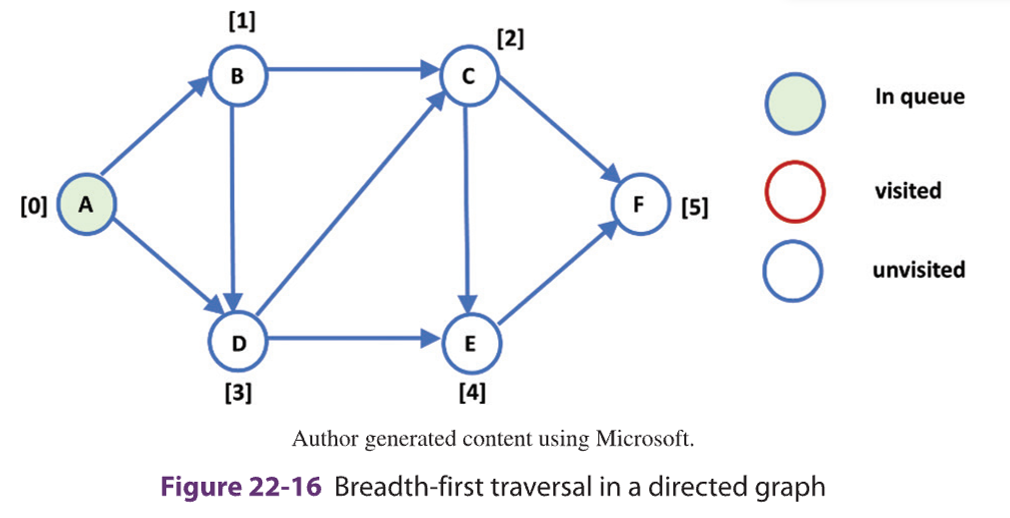 [1]
[2]
B
C
In queue
visited
[0]
A
F
[5]
unvisited
D
E
[3]
[4]
Author generated content using Microsoft.
Figure 22-16 Breadth-first traversal in a directed graph